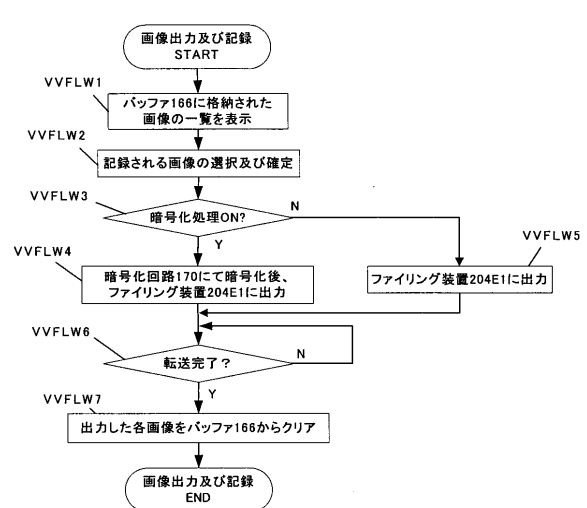 画像出力及び記録
START
VVFLW1
バッファ166に格納された
画像の一覧を表示
VVFLW2
記録される画像の選択及び確定
VVFLW3
暗号化処理ON?
N
Y
VVFLW4
暗号化回路170にて暗号化後、
ファイリング装置204E1に出力
VVFLW5
ファイリング装置204E1に出力
VVFLW6
転送完了?
N
Y
VVFLW7
出力した各画像をバッファ166からクリア
画像出力及び記録
END